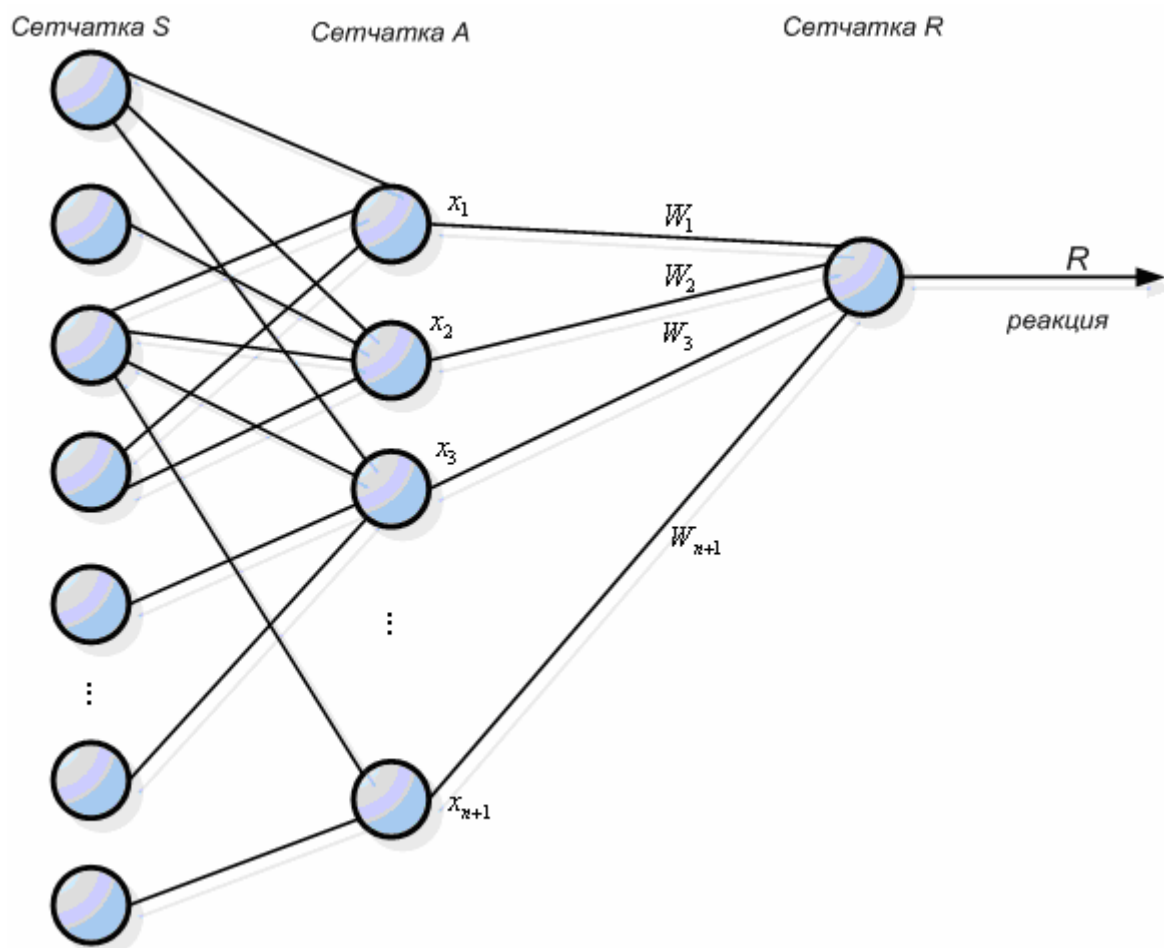 Сетчатка S
Сетчатка A
Сетчатка R
x₁
W₁
W₂
R
x₂
W₃
реакция
x₃
Wₙ₊₁
xₙ₊₁